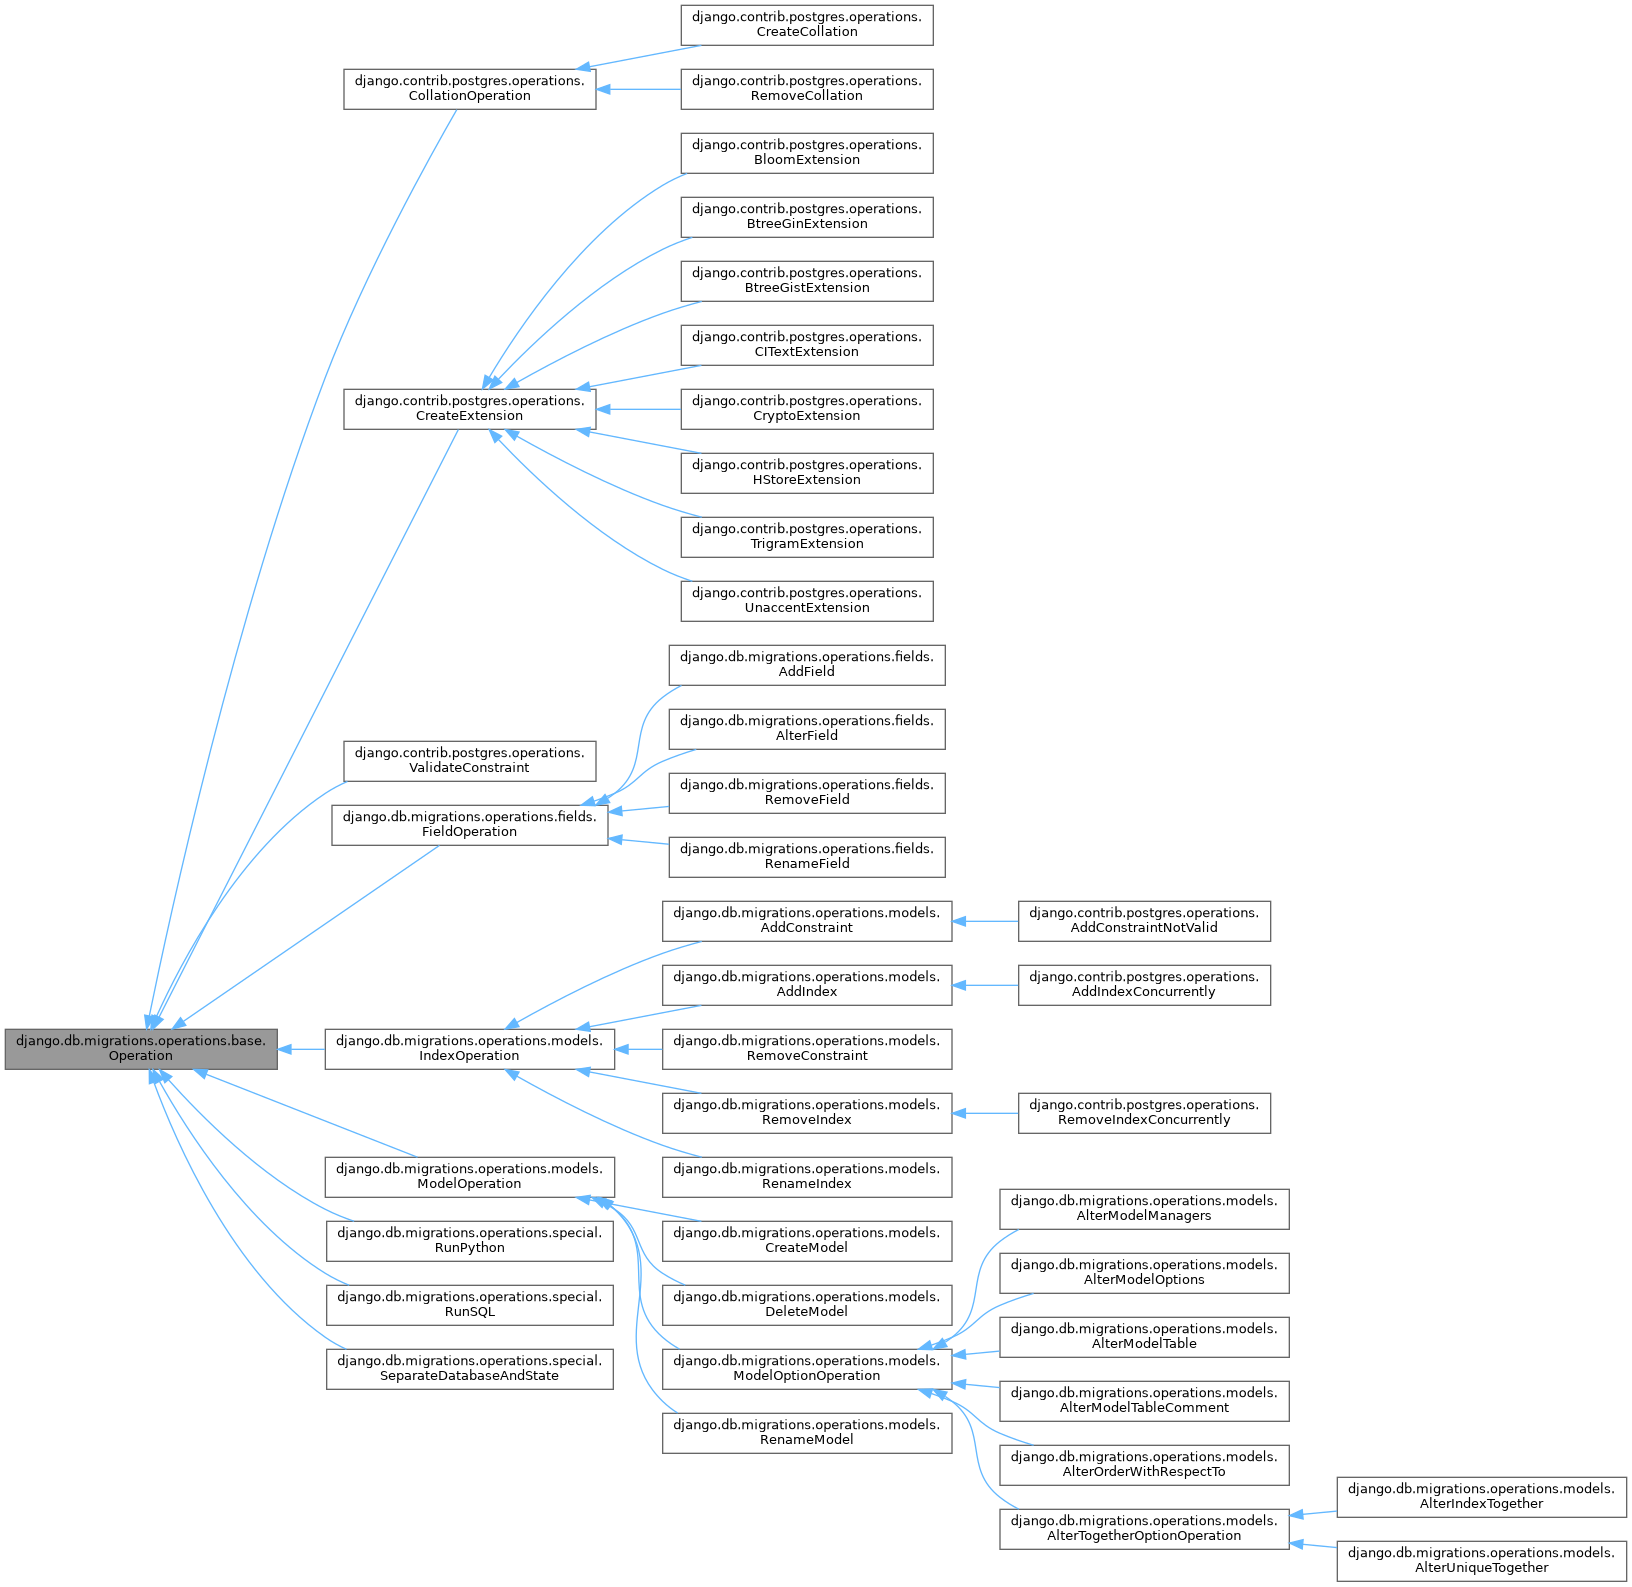 django.contrib.postgres.operations.
CreateCollation
django.contrib.postgres.operations.
CollationOperation
django.contrib.postgres.operations.
RemoveCollation
django.contrib.postgres.operations.
BloomExtension
django.contrib.postgres.operations.
BtreeGinExtension
django.contrib.postgres.operations.
BtreeGistExtension
django.contrib.postgres.operations.
CITextExtension
django.contrib.postgres.operations.
CreateExtension
django.contrib.postgres.operations.
CryptoExtension
django.contrib.postgres.operations.
HStoreExtension
django.contrib.postgres.operations.
TrigramExtension
django.contrib.postgres.operations.
UnaccentExtension
django.db.migrations.operations.fields.
AddField
django.db.migrations.operations.fields.
AlterField
django.contrib.postgres.operations.
ValidateConstraint
django.db.migrations.operations.fields.
RemoveField
django.db.migrations.operations.fields.
FieldOperation
django.db.migrations.operations.fields.
RenameField
django.db.migrations.operations.models.
AddConstraint
django.contrib.postgres.operations.
AddConstraintNotValid
django.db.migrations.operations.models.
AddIndex
django.contrib.postgres.operations.
AddIndexConcurrently
django.db.migrations.operations.base.
Operation
django.db.migrations.operations.models.
IndexOperation
django.db.migrations.operations.models.
RemoveConstraint
django.db.migrations.operations.models.
RemoveIndex
django.contrib.postgres.operations.
RemoveIndexConcurrently
django.db.migrations.operations.models.
ModelOperation
django.db.migrations.operations.models.
RenameIndex
django.db.migrations.operations.models.
AlterModelManagers
django.db.migrations.operations.special.
RunPython
django.db.migrations.operations.models.
CreateModel
django.db.migrations.operations.models.
AlterModelOptions
django.db.migrations.operations.special.
RunSQL
django.db.migrations.operations.models.
DeleteModel
django.db.migrations.operations.models.
AlterModelTable
django.db.migrations.operations.special.
SeparateDatabaseAndState
django.db.migrations.operations.models.
ModelOptionOperation
django.db.migrations.operations.models.
AlterModelTableComment
django.db.migrations.operations.models.
RenameModel
django.db.migrations.operations.models.
AlterOrderWithRespectTo
django.db.migrations.operations.models.
AlterIndexTogether
django.db.migrations.operations.models.
AlterTogetherOptionOperation
django.db.migrations.operations.models.
AlterUniqueTogether